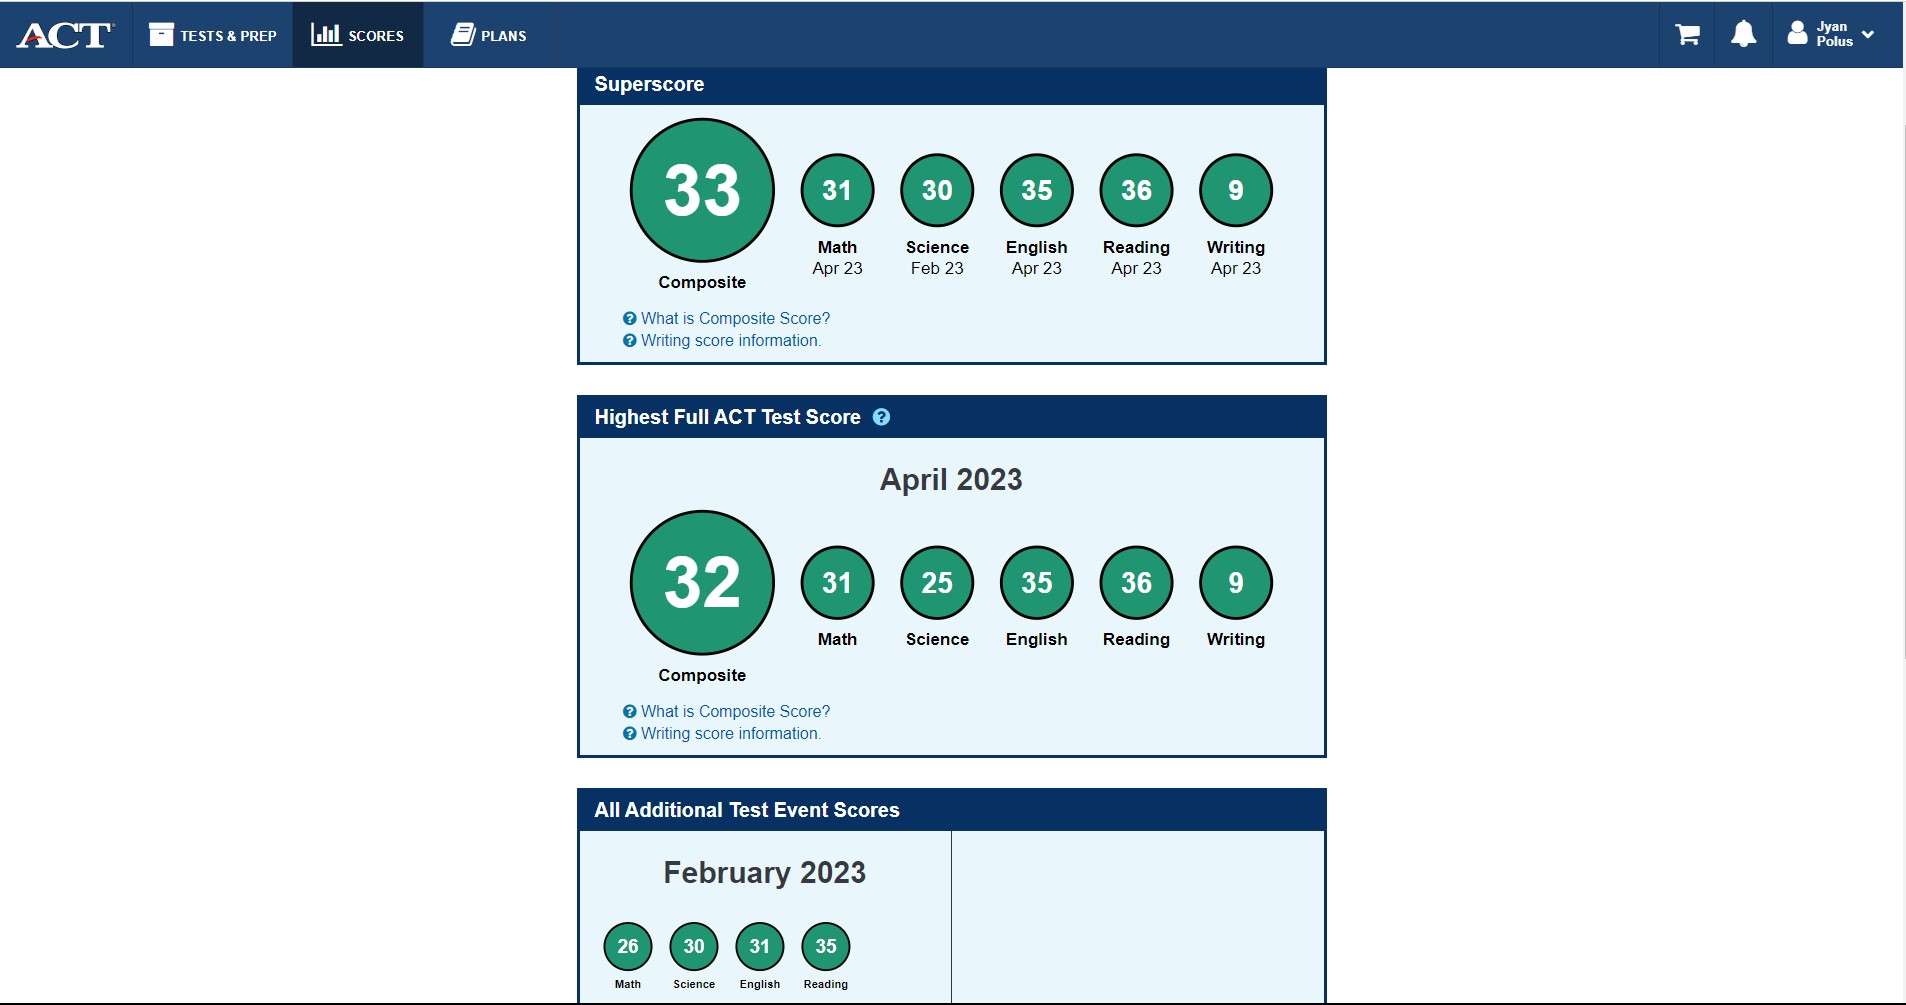 ACT
TESTS & PREP
SCORES
PLANS
Jyan
Polus
Superscore
33
31
30
35
36
9
Composite
Math
Science
English
Reading
Writing
Apr 23
Feb 23
Apr 23
Apr 23
Apr 23
? What is Composite Score?
? Writing score information.
Highest Full ACT Test Score ?
April 2023
32
31
25
35
36
9
Composite
Math
Science
English
Reading
Writing
? What is Composite Score?
? Writing score information.
All Additional Test Event Scores
February 2023
26
30
31
35
Math
Science
English
Reading